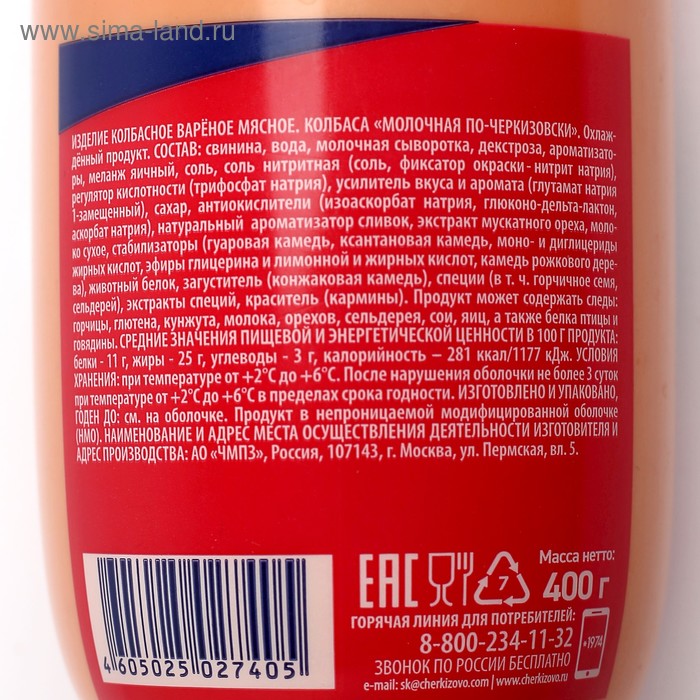 www.sima-land.ru
ИЗДЕЛИЕ КОЛБАСНОЕ ВАРЁНОЕ МЯСНОЕ. КОЛБАСА «МОЛОЧНАЯ ПО-ЧЕРКИЗОВСКИ». Охлаж-
дённый продукт. СОСТАВ: свинина, вода, молочная сыворотка, декстроза, ароматизато-
ры, меланж яичный, соль, соль нитритная (соль, фиксатор окраски-нитрит натрия),
регулятор кислотности (трифосфат натрия), усилитель вкуса и аромата (глутамат натрия
1-замещенный), сахар, антиокислители (изоаскорбат натрия, глюконо-дельта-лактон,
аскорбат натрия), натуральный ароматизатор сливок, экстракт мускатного ореха, моло-
ко сухое, стабилизаторы (гуаровая камедь, ксантановая камедь, моно- и диглицериды
жирных кислот, эфиры глицерина и лимонной и жирных кислот, камедь рожкового дере-
ва), животный белок, загуститель (конжаковая камедь), специи (в т. ч. горчичное семя,
сельдерей), экстракты специй, краситель (кармины). Продукт может содержать следы:
горчицы, глютена, кунжута, молока, орехов, сельдерея, сои, яиц, а также белка птицы и
говядины. СРЕДНИЕ ЗНАЧЕНИЯ ПИЩЕВОЙ И ЭНЕРГЕТИЧЕСКОЙ ЦЕННОСТИ В 100 Г ПРОДУКТА:
белки - 11 г, жиры - 25 г, углеводы - 3 г, калорийность – 281 ккал/1177 кДж. УСЛОВИЯ
ХРАНЕНИЯ: при температуре от +2°С до +6°С. После нарушения оболочки не более 3 суток
при температуре от +2°С до +6°С в пределах срока годности. ИЗГОТОВЛЕНО И УПАКОВАНО,
ГОДЕН ДО: см. на оболочке. Продукт в непроницаемой модифицированной оболочке
(НМО). НАИМЕНОВАНИЕ И АДРЕС МЕСТА ОСУЩЕСТВЛЕНИЯ ДЕЯТЕЛЬНОСТИ ИЗГОТОВИТЕЛЯ И
АДРЕС ПРОИЗВОДСТВА: АО «ЧМПЗ», Россия, 107143, г. Москва, ул. Пермская, вл. 5.
EAC
7
Масса нетто:
400 г
ГОРЯЧАЯ ЛИНИЯ ДЛЯ ПОТРЕБИТЕЛЕЙ:
8-800-234-11-32
ЗВОНОК ПО РОССИИ БЕСПЛАТНО
e-mail: sk@cherkizovo.com www.cherkizovo.ru
*1974
4 605025 027405